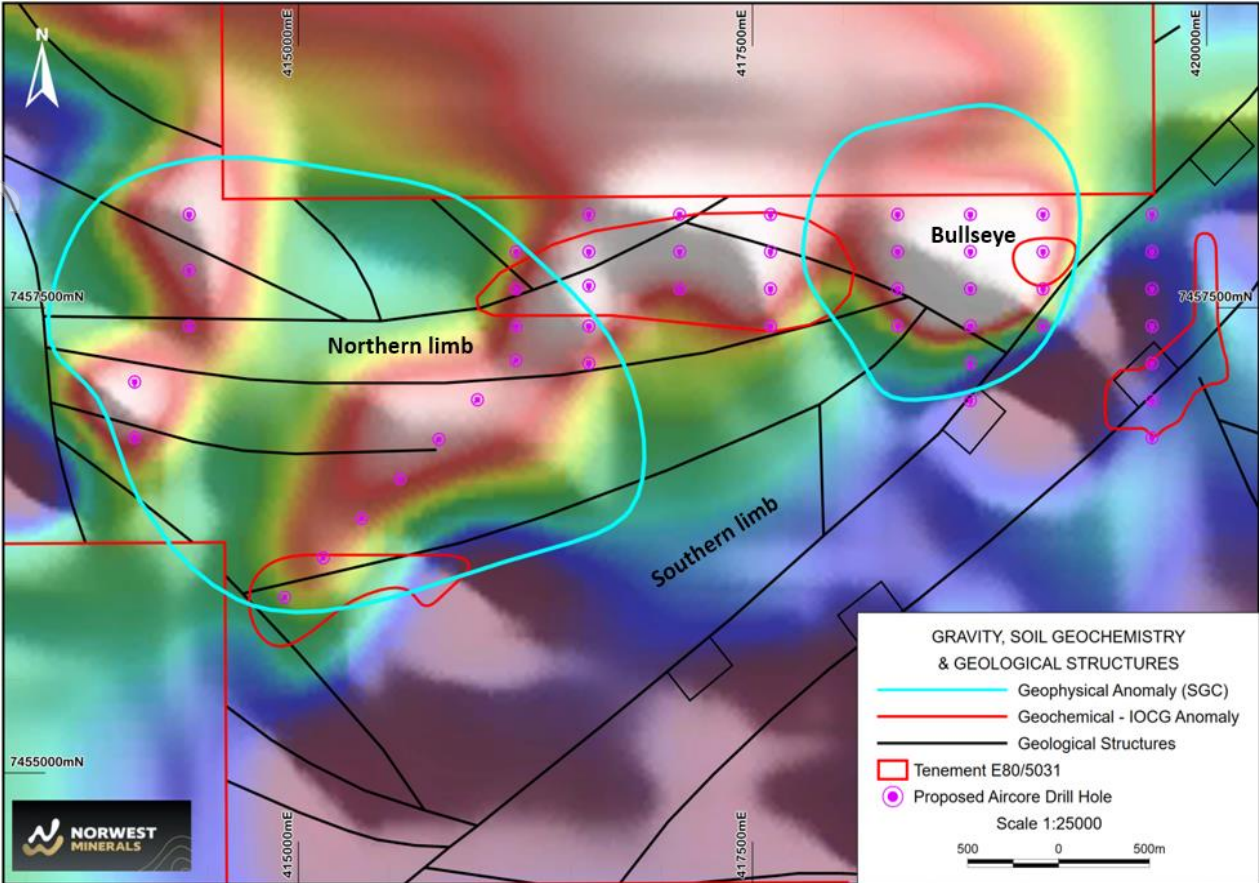 N
415000mE
417500mE
420000mE
Bullseye
7457500mN
7457500mN
Northern limb
Southern limb
GRAVITY, SOIL GEOCHEMISTRY
& GEOLOGICAL STRUCTURES
Geophysical Anomaly (SGC)
Geochemical - IOCG Anomaly
Geological Structures
Tenement E80/5031
Proposed Aircore Drill Hole
Scale 1:25000
500 0 500m
7455000mN
NORWEST
MINERALS
415000mE
417500mE